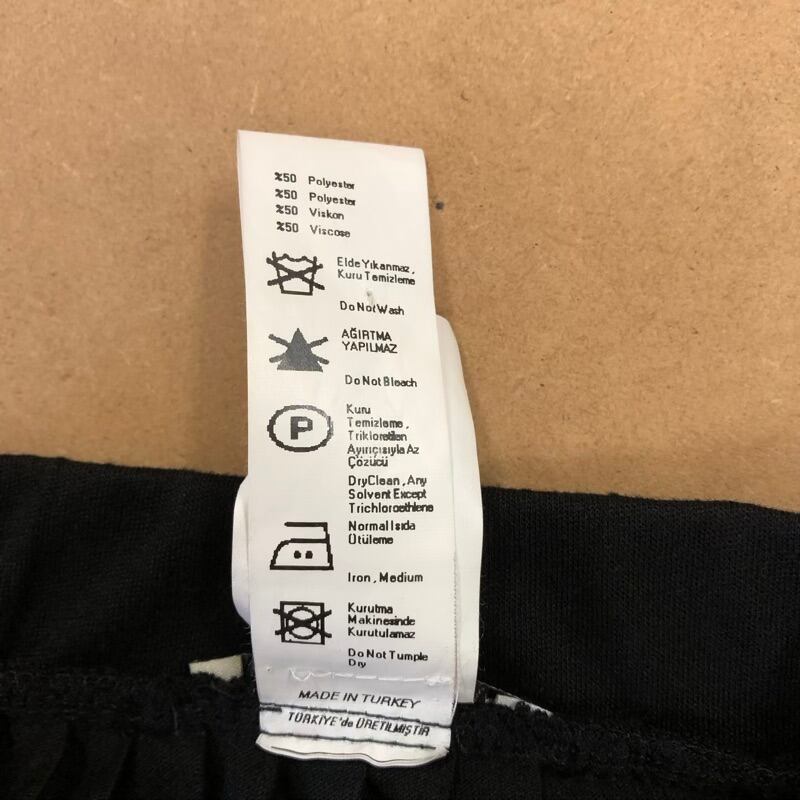 %50 Polyester
%50 Polyester
%50 Viskon
%50 Viscose
Elde Yıkanmaz,
Kuru Temizleme
Do Not Wash
AĞIRTMA
YAPILMAZ
Do Not Bleach
P
Kuru
Temizleme,
Trikloretilen
Ayırıcısıyla Az
Çözücü
DryClean, Any
Solvent Except
Trichloroethlene
Normal Isıda
Ütüleme
Iron, Medium
Kurutma
Makinesinde
Kurutulamaz
Do Not Tumple
Dry
MADE IN TURKEY
TÜRKİYE'de ÜRETİLMİŞTİR